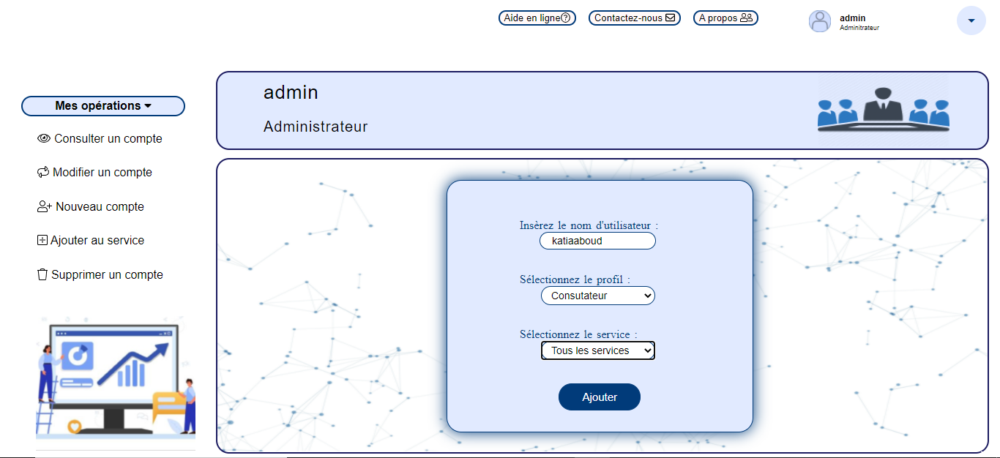 Aide en ligne
Contactez-nous
A propos
admin
Adminitrateur
Mes opérations
Consulter un compte
Modifier un compte
Nouveau compte
Ajouter au service
Supprimer un compte
admin
Administrateur
Insèrez le nom d'utilisateur :
katiaaboud
Sélectionnez le profil :
Consutateur
Sélectionnez le service :
Tous les services
Ajouter